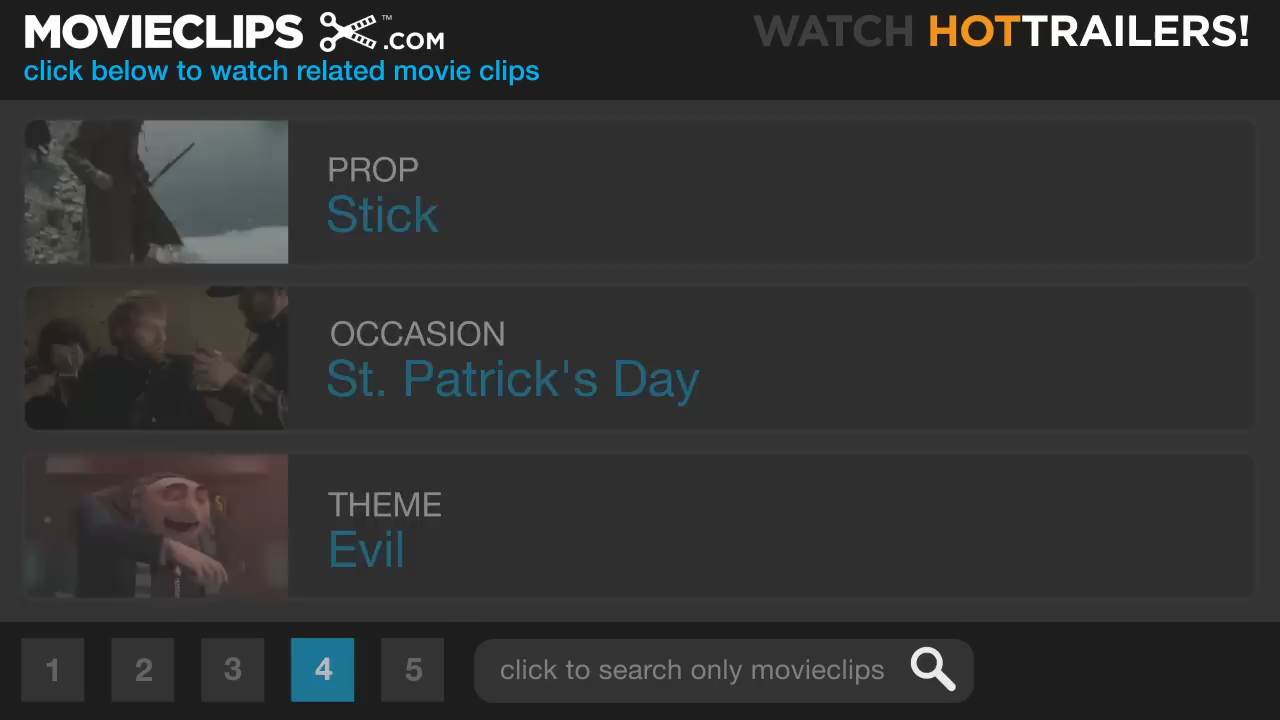 MOVIECLIPS ™ .COM
WATCH HOTTRAILERS!
click below to watch related movie clips
PROP
Stick
OCCASION
St. Patrick's Day
THEME
Evil
1 2 3 4 5 click to search only movieclips